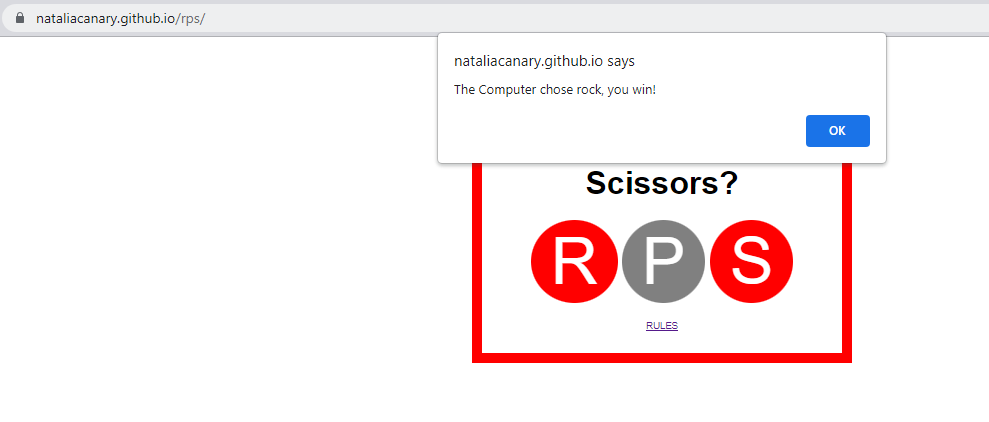 nataliacanary.github.io/rps/
nataliacanary.github.io says
The Computer chose rock, you win!
OK
Scissors?
R P S
RULES